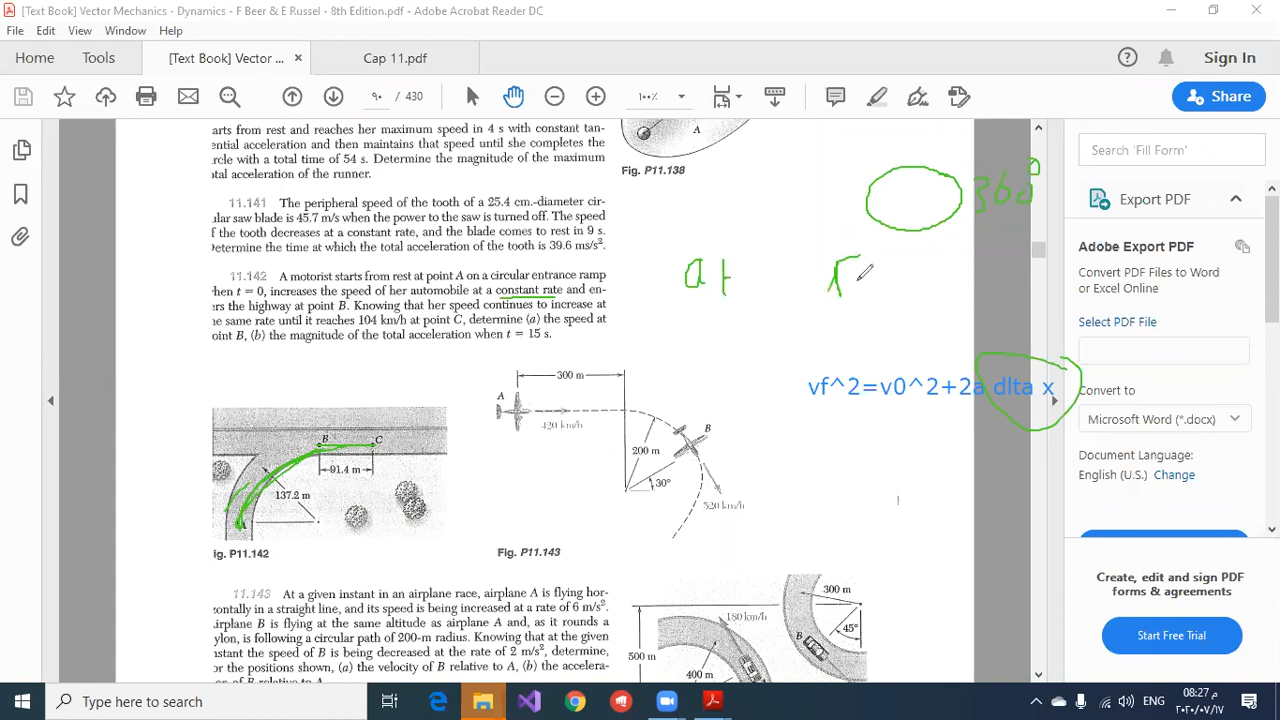 [Text Book] Vector Mechanics - Dynamics - F Beer & E Russel - 8th Edition.pdf - Adobe Acrobat Reader DC
File Edit View Window Help
Home Tools [Text Book] Vector ... × Cap 11.pdf Sign In
٩٠ / 430 ١٠٠٪ Share
arts from rest and reaches her maximum speed in 4 s with constant tan-
ential acceleration and then maintains that speed until she completes the
rcle with a total time of 54 s. Determine the magnitude of the maximum
otal acceleration of the runner.
A
Fig. P11.138
360°
11.141 The peripheral speed of the tooth of a 25.4 cm.-diameter cir-
ular saw blade is 45.7 m/s when the power to the saw is turned off. The speed
f the tooth decreases at a constant rate, and the blade comes to rest in 9 s.
Determine the time at which the total acceleration of the tooth is 39.6 ms/s².
11.142 A motorist starts from rest at point A on a circular entrance ramp
hen t = 0, increases the speed of her automobile at a constant rate and en-
ers the highway at point B. Knowing that her speed continues to increase at
he same rate until it reaches 104 km/h at point C, determine (a) the speed at
oint B, (b) the magnitude of the total acceleration when t = 15 s.
at r
vf^2=v0^2+2a dlta x
B C
91.4 m
137.2 m
A
Fig. P11.142
300 m
A
420 km/h
B
200 m
30°
320 km/h
Fig. P11.143
11.143 At a given instant in an airplane race, airplane A is flying hor-
zontally in a straight line, and its speed is being increased at a rate of 6 m/s².
irplane B is flying at the same altitude as airplane A and, as it rounds a
ylon, is following a circular path of 200-m radius. Knowing that at the given
nstant the speed of B is being decreased at the rate of 2 m/s², determine,
or the positions shown, (a) the velocity of B relative to A, (b) the accelera-
on of B relative to A.
300 m
180 km/h
45°
B
500 m
400 m
Search 'Fill Form'
Export PDF
Adobe Export PDF
Convert PDF Files to Word
or Excel Online
Select PDF File
Convert to
Microsoft Word (*.docx)
Document Language:
English (U.S.) Change
Create, edit and sign PDF
forms & agreements
Start Free Trial
Type here to search
ENG
08:27 م
٢٠٢٠/٠٧/١٧